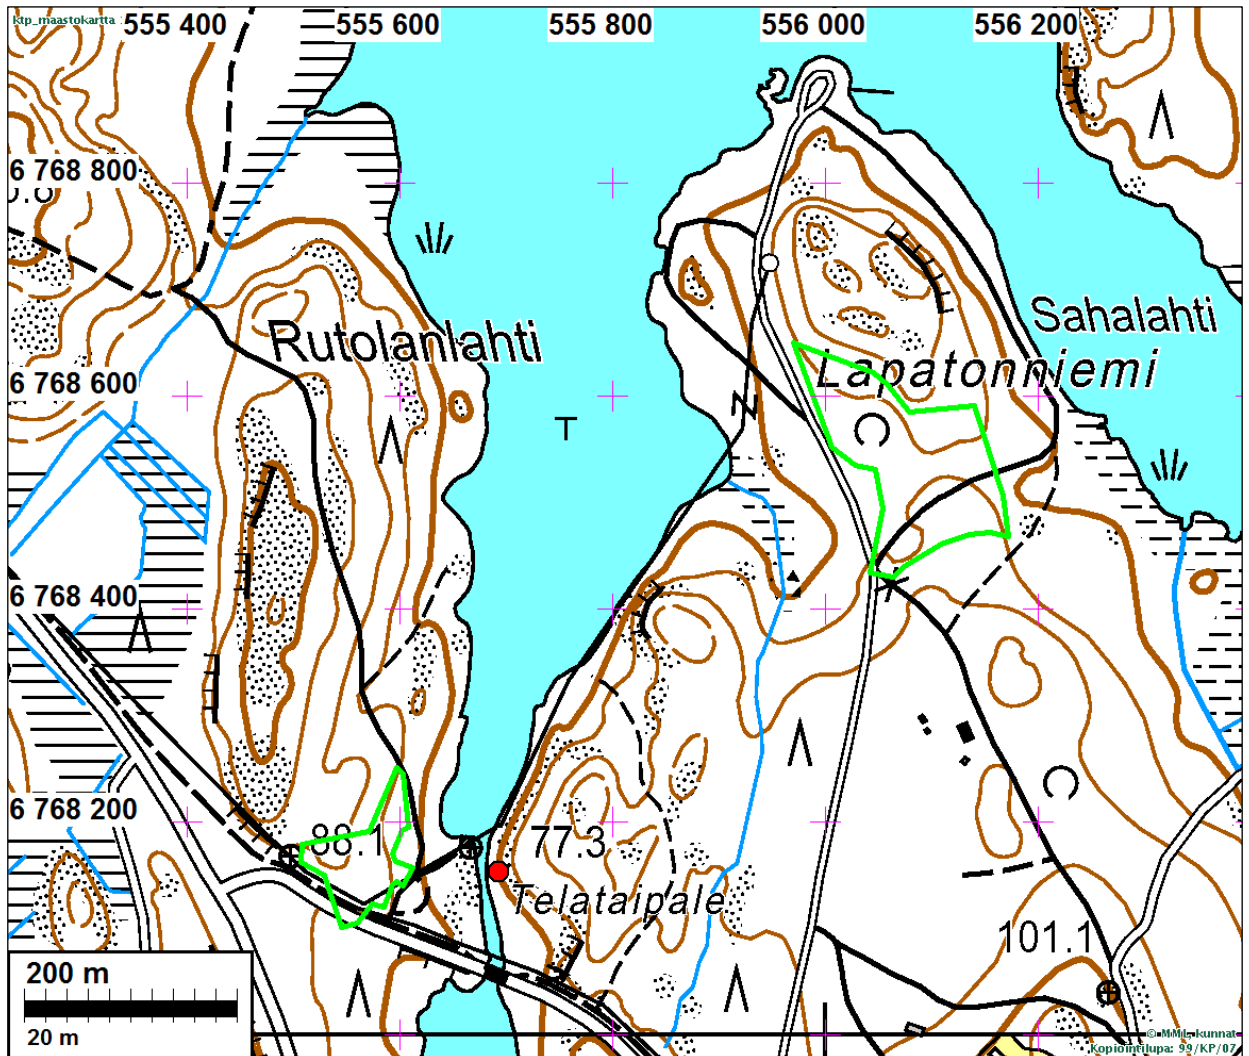 ktp_maastokartta
555 400
555 600
555 800
556 000
556 200
6 768 800
Sahalahti
Rutolanlahti
Lapatonniemi
6 768 600
T
6 768 400
6 768 200
88.1
77.3
Telataipale
101.1
200 m
20 m
© MML, kunnat
Kopiointilupa: 99/KP/07